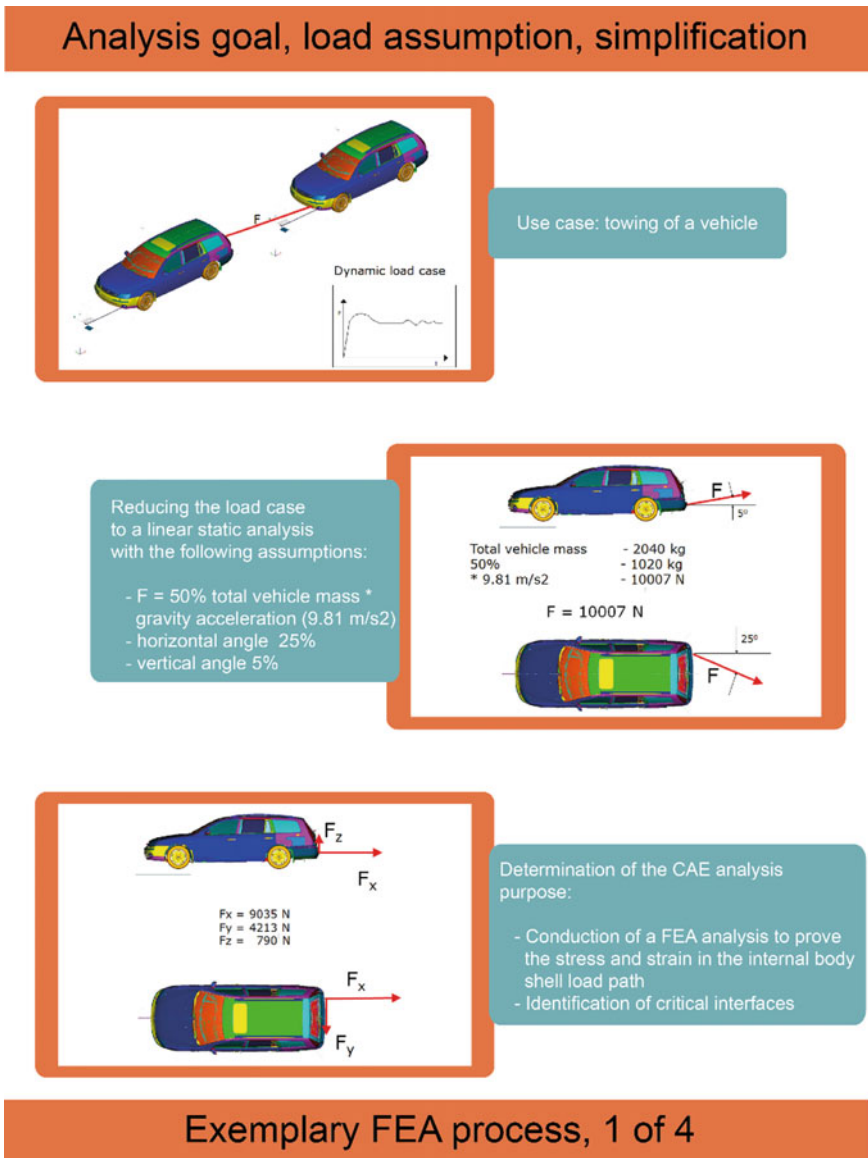 Analysis goal, load assumption, simplification
F
Dynamic load case
Use case: towing of a vehicle
Reducing the load case
to a linear static analysis
with the following assumptions:
- F = 50% total vehicle mass *
gravity acceleration (9.81 m/s2)
- horizontal angle 25%
- vertical angle 5%
F
5⁰
Total vehicle mass - 2040 kg
50% - 1020 kg
* 9.81 m/s2 - 10007 N
F = 10007 N
25⁰
F
Fz
Fx
Fx = 9035 N
Fy = 4213 N
Fz = 790 N
Fx
Fy
Determination of the CAE analysis
purpose:
- Conduction of a FEA analysis to prove
the stress and strain in the internal body
shell load path
- Identification of critical interfaces
Exemplary FEA process, 1 of 4